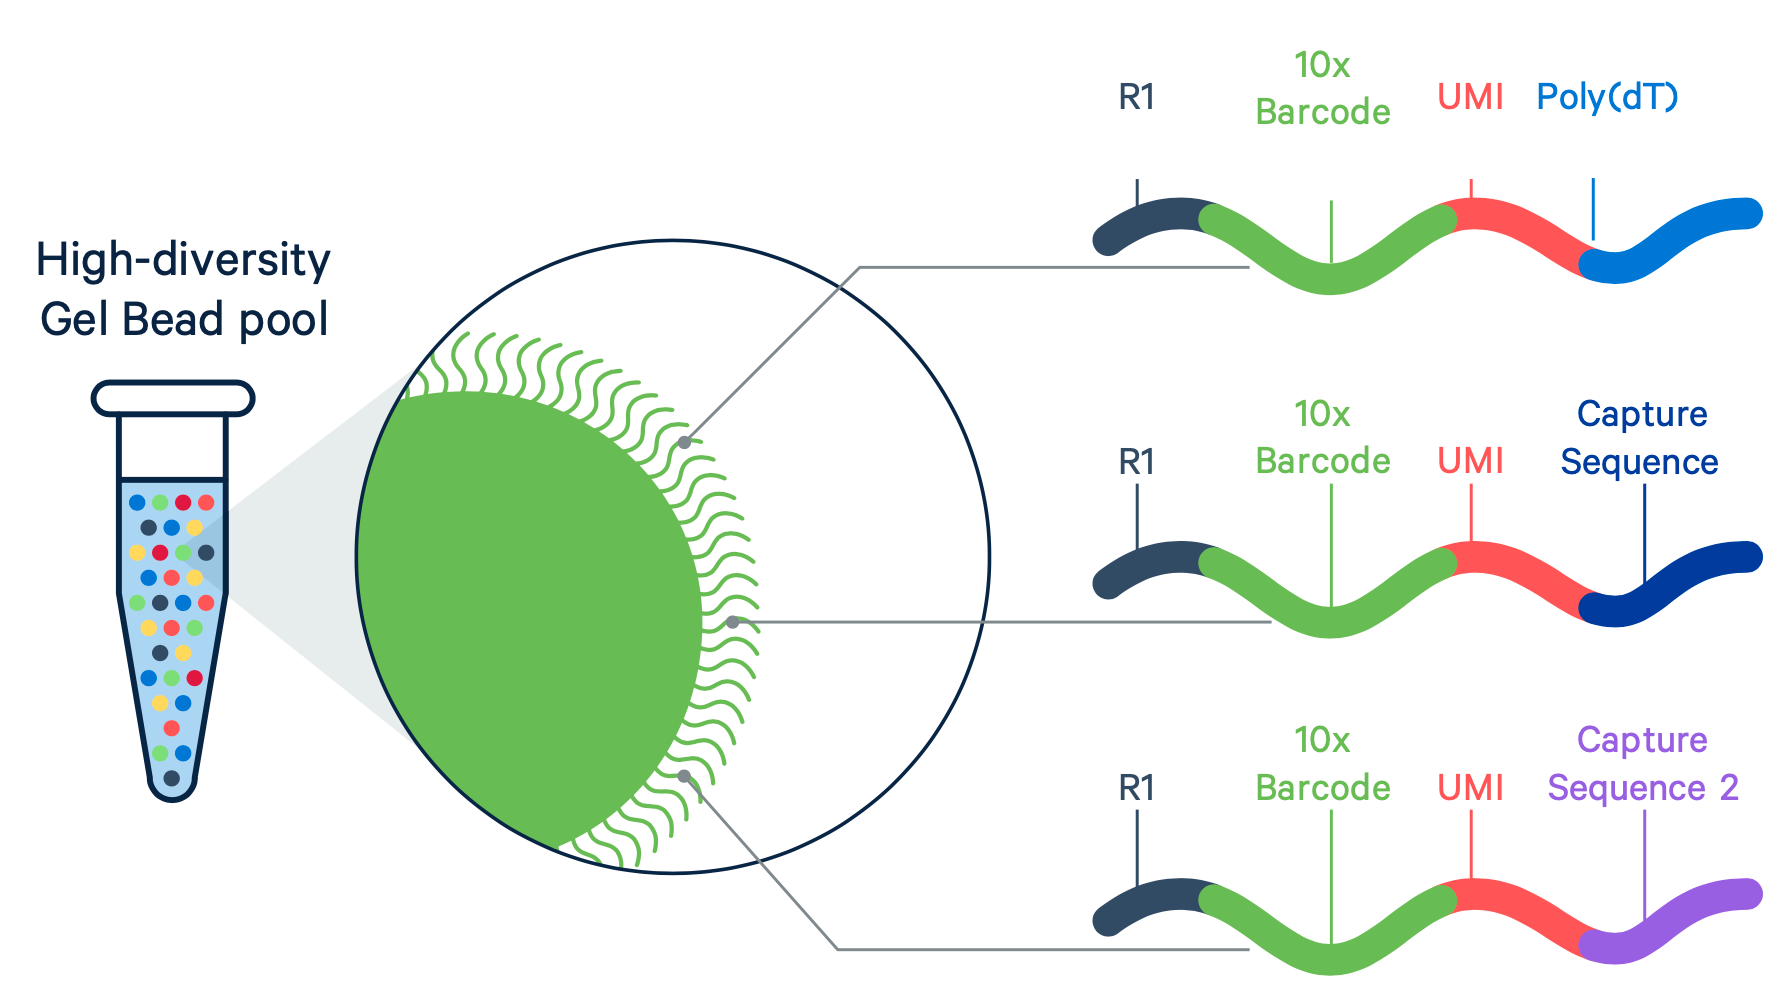 High-diversity
Gel Bead pool
R1
10x
Barcode
UMI
Poly(dT)
R1
10x
Barcode
UMI
Capture
Sequence
R1
10x
Barcode
UMI
Capture
Sequence 2